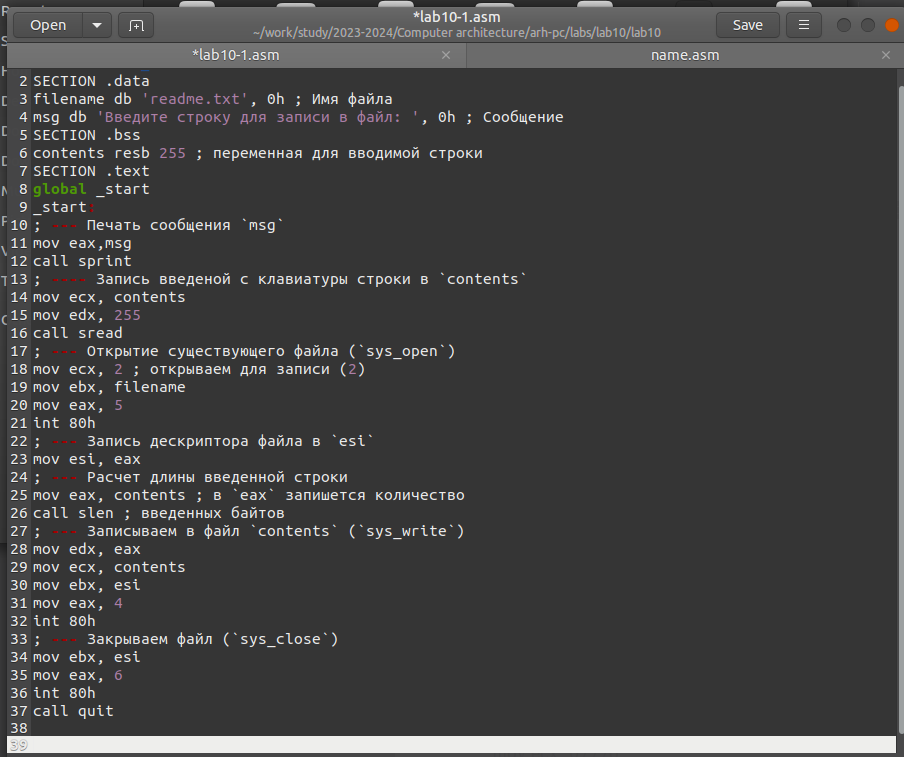 Open
*lab10-1.asm
~/work/study/2023-2024/Computer architecture/arh-pc/labs/lab10/lab10
Save
*lab10-1.asm
name.asm
2 SECTION .data
3 filename db 'readme.txt', 0h ; Имя файла
4 msg db 'Введите строку для записи в файл: ', 0h ; Сообщение
5 SECTION .bss
6 contents resb 255 ; переменная для вводимой строки
7 SECTION .text
8 global _start
9 _start:
10 ; --- Печать сообщения `msg`
11 mov eax,msg
12 call sprint
13 ; ---- Запись введеной с клавиатуры строки в `contents`
14 mov ecx, contents
15 mov edx, 255
16 call sread
17 ; --- Открытие существующего файла (`sys_open`)
18 mov ecx, 2 ; открываем для записи (2)
19 mov ebx, filename
20 mov eax, 5
21 int 80h
22 ; --- Запись дескриптора файла в `esi`
23 mov esi, eax
24 ; --- Расчет длины введенной строки
25 mov eax, contents ; в `eax` запишется количество
26 call slen ; введенных байтов
27 ; --- Записываем в файл `contents` (`sys_write`)
28 mov edx, eax
29 mov ecx, contents
30 mov ebx, esi
31 mov eax, 4
32 int 80h
33 ; --- Закрываем файл (`sys_close`)
34 mov ebx, esi
35 mov eax, 6
36 int 80h
37 call quit
38
39